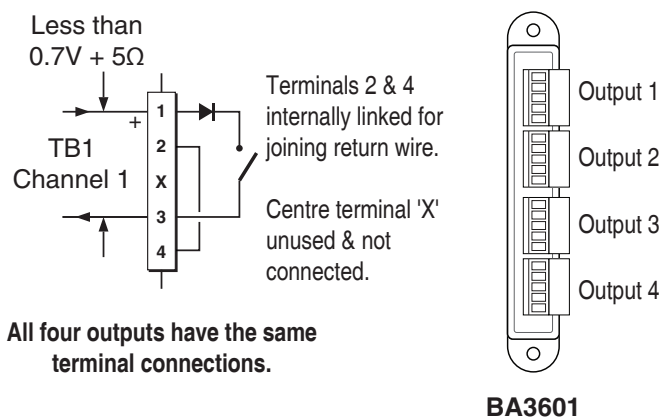 Less than
0.7V + 5Ω
+
1
2
X
3
4
TB1
Channel 1
Terminals 2 & 4
internally linked for
joining return wire.
Centre terminal 'X'
unused & not
connected.
All four outputs have the same
terminal connections.
Output 1
Output 2
Output 3
Output 4
BA3601